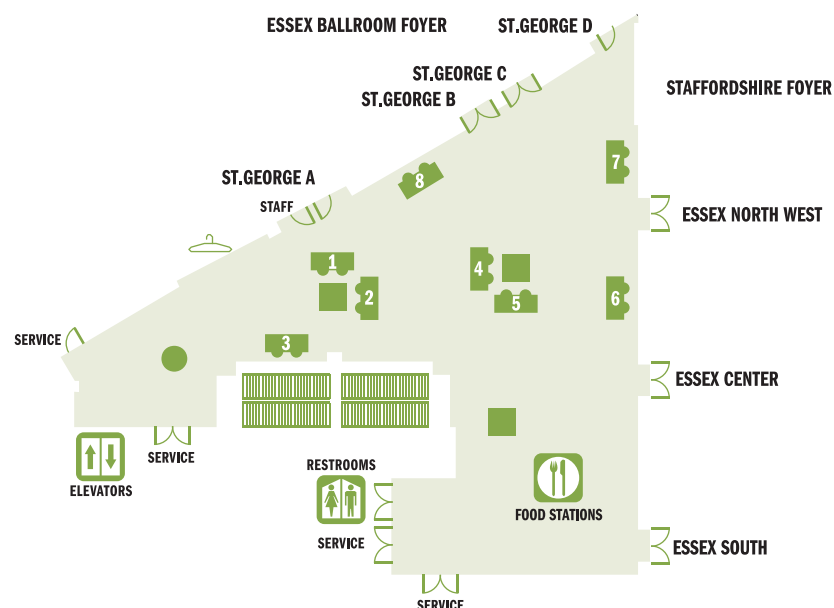 ESSEX BALLROOM FOYER
ST.GEORGE D
ST.GEORGE C
ST.GEORGE B
STAFFORDSHIRE FOYER
7
ST.GEORGE A
8
STAFF
ESSEX NORTH WEST
1
4
2
5
6
SERVICE
3
ESSEX CENTER
SERVICE
RESTROOMS
ELEVATORS
FOOD STATIONS
SERVICE
ESSEX SOUTH
SERVICE